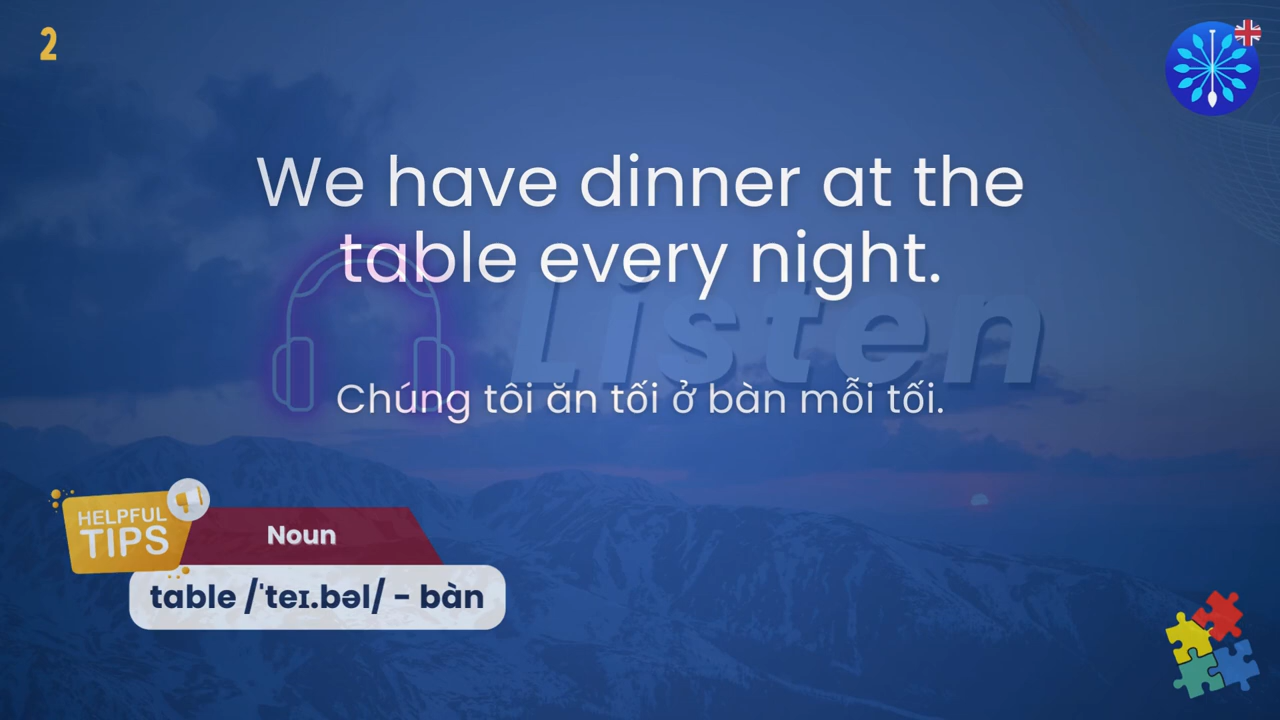 2
We have dinner at the
table every night.
Listen
Chúng tôi ăn tối ở bàn mỗi tối.
HELPFUL
TIPS
Noun
table /ˈteɪ.bəl/ - bàn